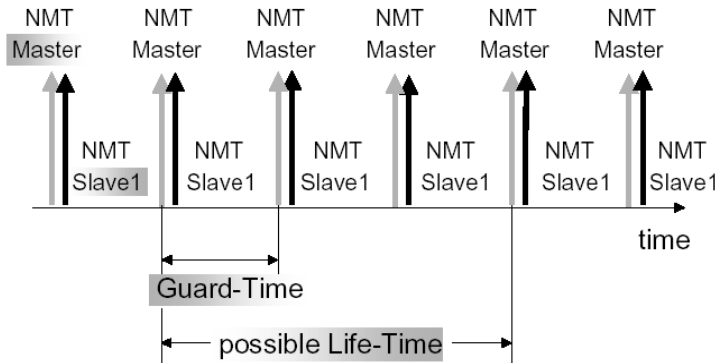 NMT NMT NMT NMT NMT NMT
Master Master Master Master Master Master
NMT NMT NMT NMT NMT NMT
Slave1 Slave1 Slave1 Slave1 Slave1 Slave1
time
Guard-Time
possible Life-Time